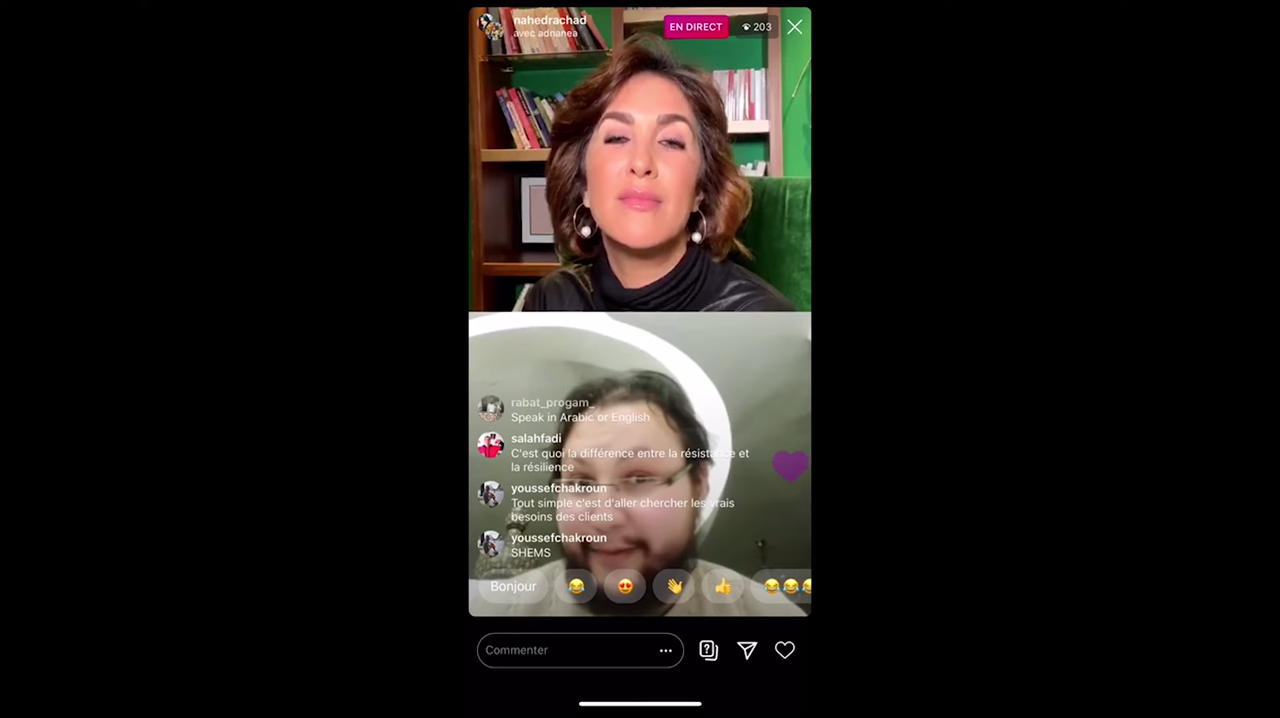 nahedrachad
avec adnanea
EN DIRECT
203
rabat_progam_
Speak in Arabic or English
salahfadi
C'est quoi la différence entre la résistance et
la résilience
youssefchakroun
Tout simple c'est d'aller chercher les vrais
besoins des clients
youssefchakroun
SHEMS
Bonjour
Commenter